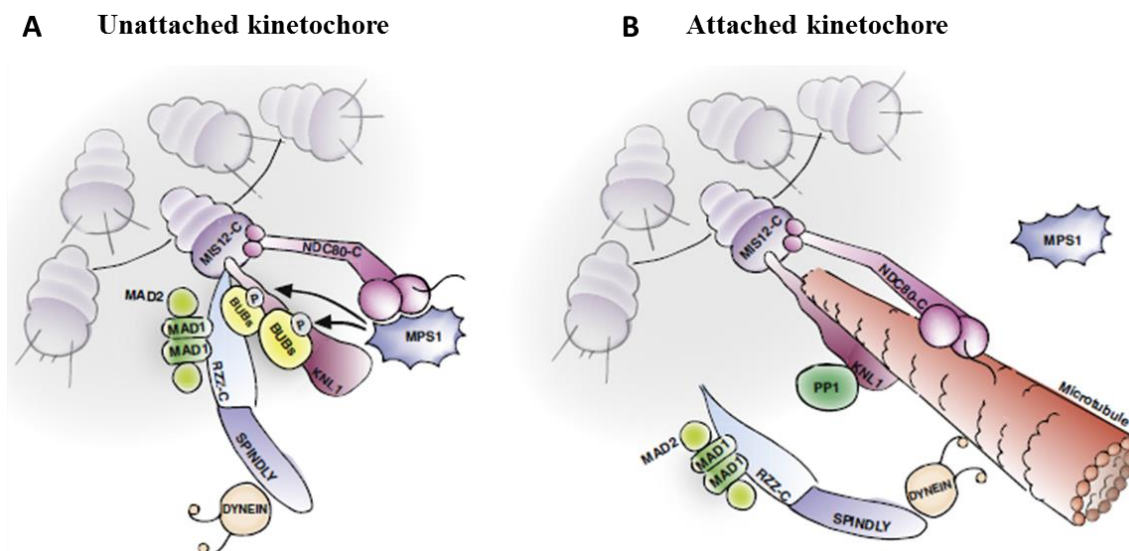 A Unattached kinetochore
B Attached kinetochore
MIS12-C
NDC80-C
MAD2
MAD1
MAD1
BUBs
P
BUBs
P
MPS1
RZZ-C
KNL1
SPINDLY
DYNEIN
MIS12-C
NDC80-C
MPS1
KNL1
PP1
Microtubule
MAD2
MAD1
MAD1
RZZ-C
SPINDLY
DYNEIN